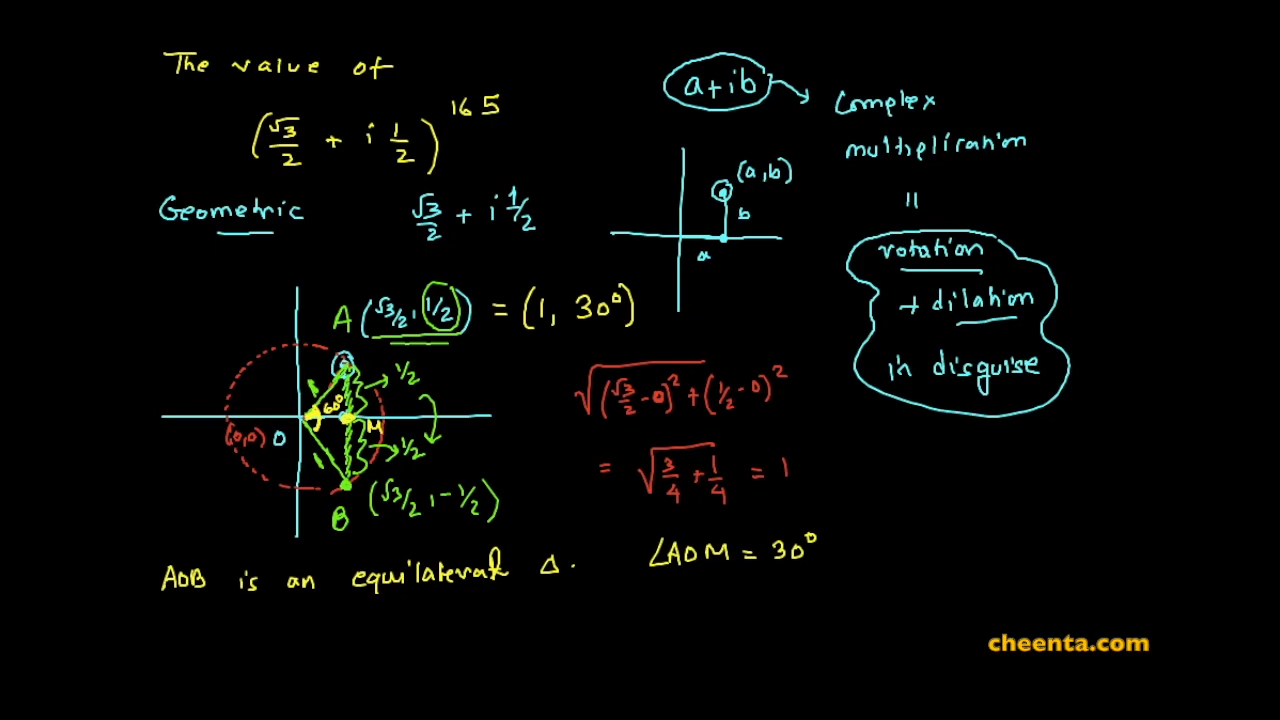 The value of
(√3/2 + i 1/2)^165
Geometric
√3/2 + i 1/2
a+ib
Complex
multiplication
=
rotation
+ dilation
in disguise
(a,b)
b
a
A (√3/2, 1/2) = (1, 30°)
1
60°
→ 1/2
(0,0) O
M
→ 1/2
1
B
(√3/2, -1/2)
√((√3/2 - 0)² + (1/2 - 0)²
= √(3/4 + 1/4) = 1
AOB is an equilateral Δ.
∠AOM = 30°
cheenta.com